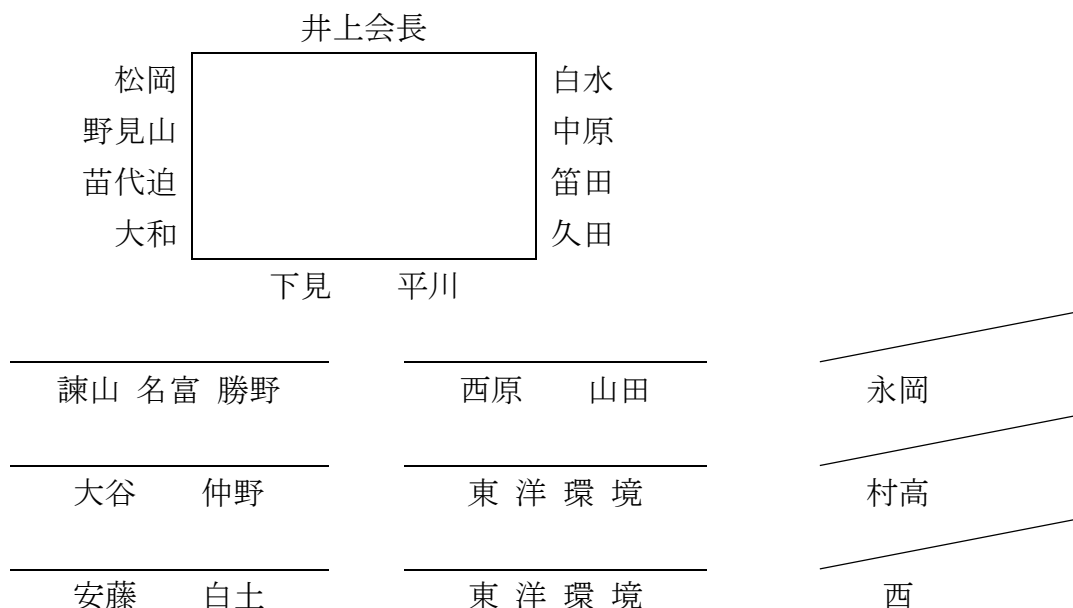 井上会長
松岡 白水
野見山 中原
苗代迫 笛田
大和 久田
下見 平川
諫山 名富 勝野 西原 山田 永岡
大谷 仲野 東洋環境 村高
安藤 白土 東洋環境 西